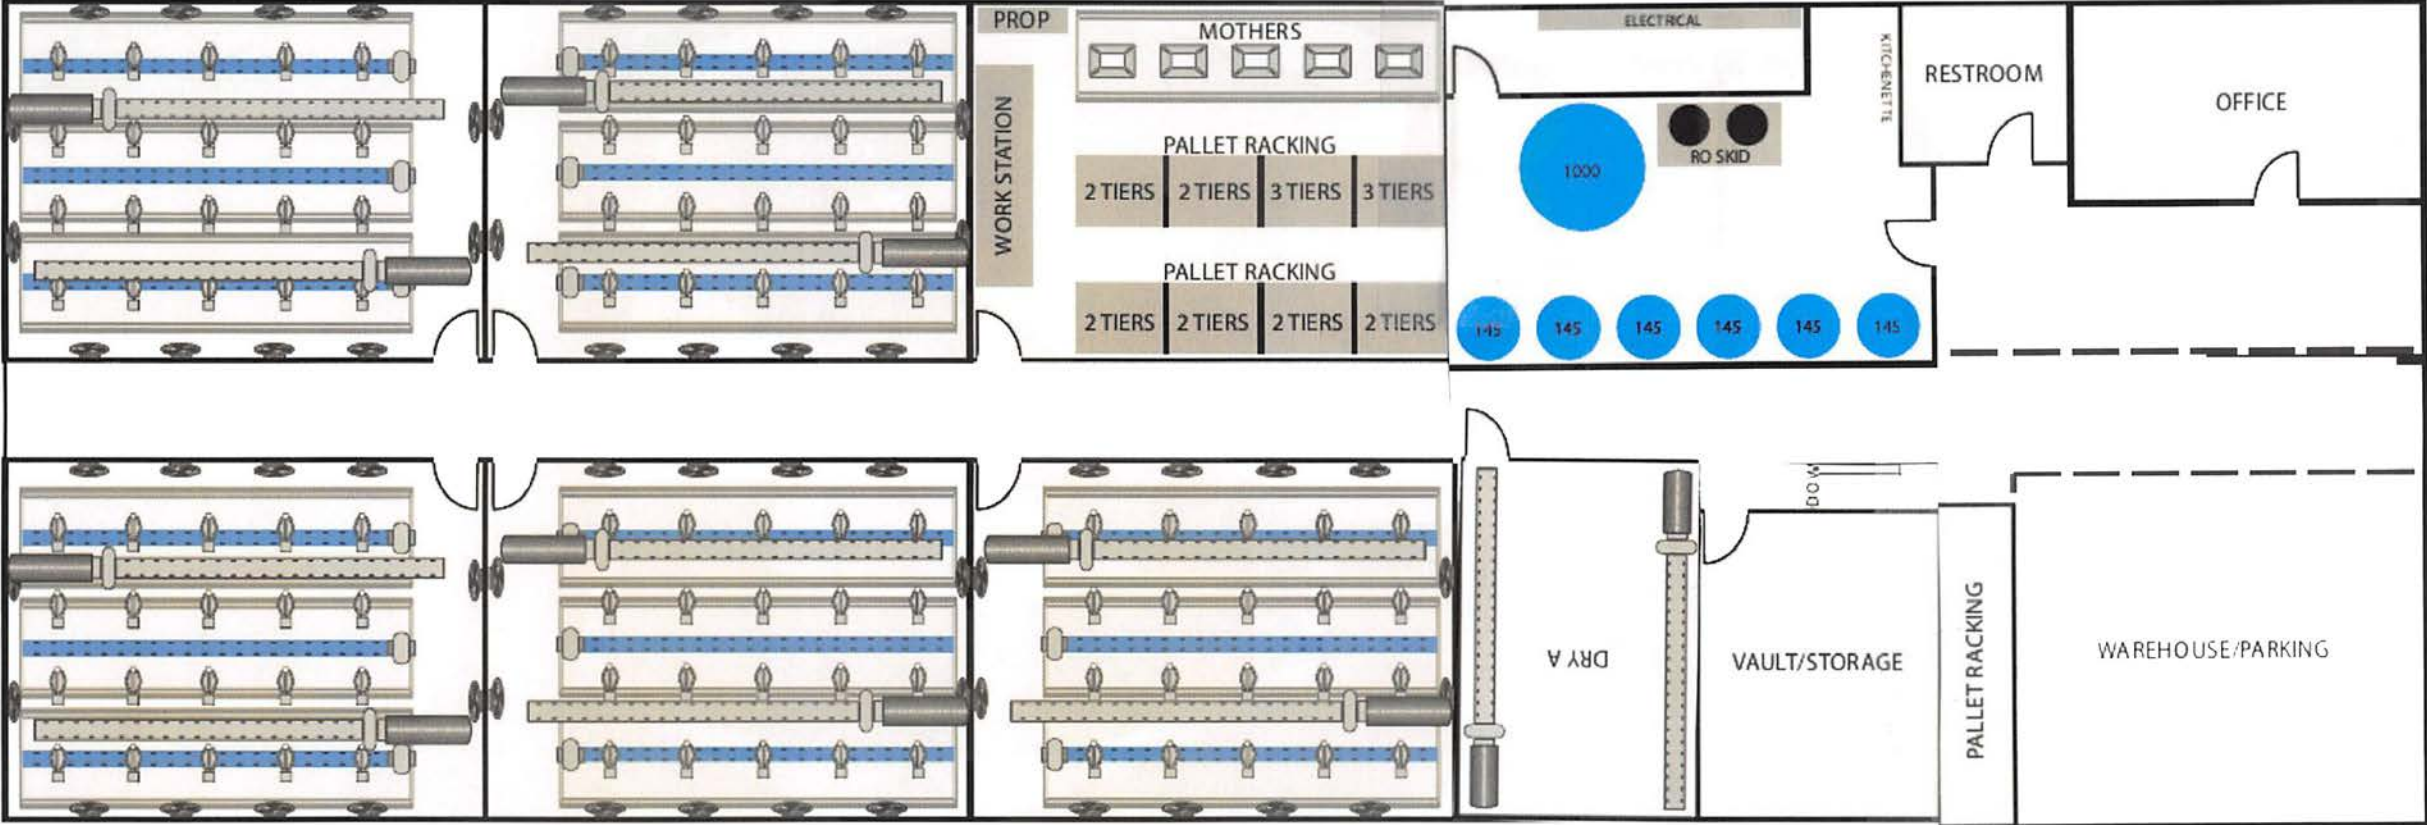 PROP
MOTHERS
ELECTRICAL
KITCHENETTE
RESTROOM
OFFICE
WORK STATION
PALLET RACKING
2 TIERS
2 TIERS
3 TIERS
3 TIERS
1000
RO SKID
PALLET RACKING
2 TIERS
2 TIERS
2 TIERS
2 TIERS
145
145
145
145
145
145
DRY A
VAULT/STORAGE
PALLET RACKING
WAREHOUSE/PARKING